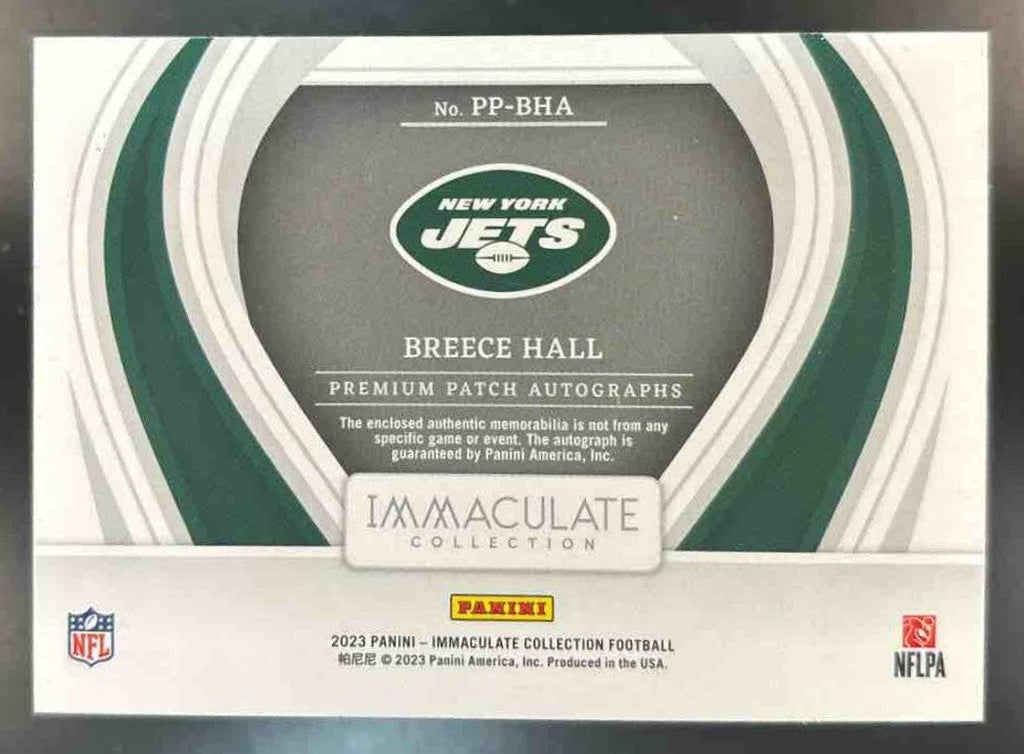 No. PP-BHA
NEW YORK
JETS
BREECE HALL
PREMIUM PATCH AUTOGRAPHS
The enclosed authentic memorabilia is not from any
specific game or event. The autograph is
guaranteed by Panini America, Inc.
IMMACULATE
COLLECTION
PANINI
NFL
2023 PANINI – IMMACULATE COLLECTION FOOTBALL
帕尼尼 © 2023 Panini America, Inc. Produced in the USA.
NFLPA